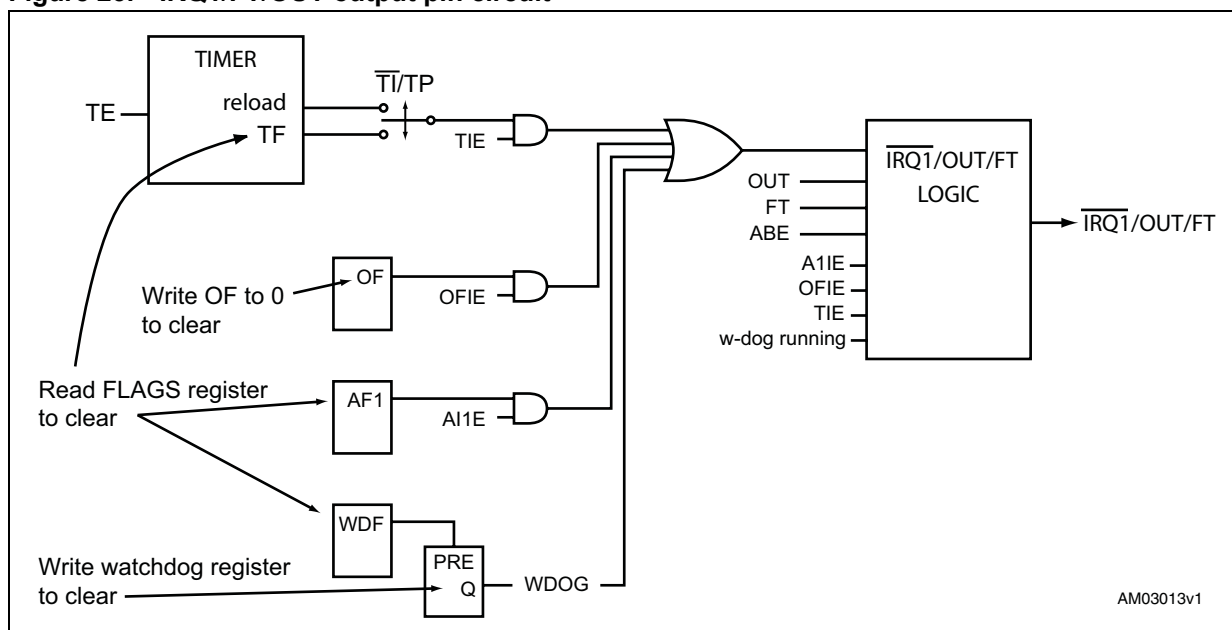 TIMER
TI/TP
reload
TE
TF
TIE
IRQ1/OUT/FT
LOGIC
OUT
FT
ABE
IRQ1/OUT/FT
A1IE
OFIE
TIE
w-dog running
OF
Write OF to 0
to clear
OFIE
Read FLAGS register
to clear
AF1
AI1E
WDF
PRE
Q
Write watchdog register
to clear
WDOG
AM03013v1